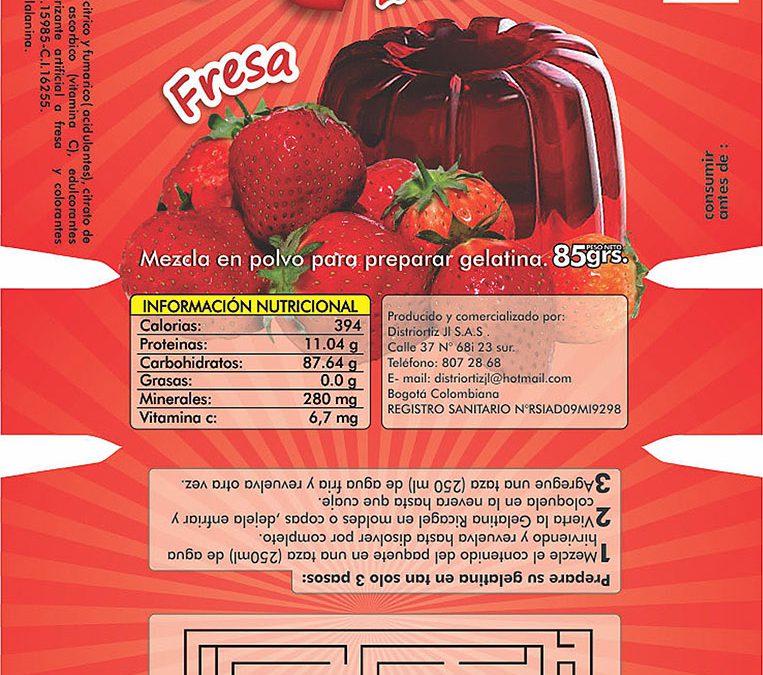 Fresa
Mezcla en polvo para preparar gelatina.
PESO NETO
85grs.
consumir
antes de :
cítrico y fumarico( acidulantes), citrato de
ascorbico (vitamina C), edulcorantes
artificial a fresa y colorantes
.15985-C.I.16255.
INFORMACIÓN NUTRICIONAL
Calorias: 394
Proteinas: 11.04 g
Carbohidratos: 87.64 g
Grasas: 0.0 g
Minerales: 280 mg
Vitamina c: 6,7 mg
Producido y comercializado por:
Distriortiz Jl S.A.S .
Calle 37 N° 68i 23 sur.
Teléfono: 807 28 68
E- mail: distriortizjl@hotmail.com
Bogotá Colombiana
REGISTRO SANITARIO N°RSIAD09MI9298
Prepare su gelatina en tan solo 3 pasos:
1 Mezcle el contenido del paquete en una taza (250ml) de agua
hirviendo y revuelva hasta disolver por completo.
2 Vierta la Gelatina Ricagel en moldes o copas ,dejela enfriar y
coloquela en la nevera hasta que cuaje.
3 Agregue una taza (250 ml) de agua fria y revuelva otra vez.